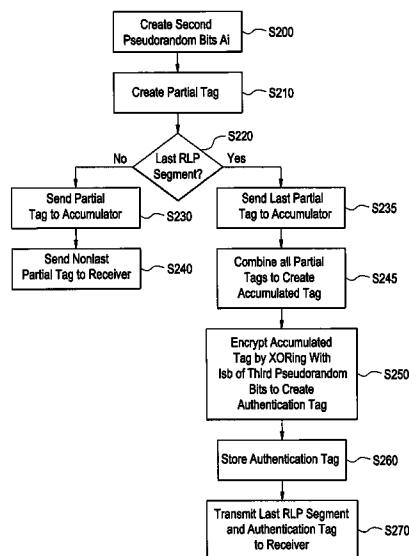 Create Second
Pseudorandom Bits Ai
S200
Create Partial Tag
S210
S220
Last RLP
Segment?
No
Yes
Send Partial
Tag to Accumulator
S230
Send Last Partial
Tag to Accumulator
S235
Send Nonlast
Partial Tag to Receiver
S240
Combine all Partial
Tags to Create
Accumulated Tag
S245
Encrypt Accumulated
Tag by XORing With
lsb of Third Pseudorandom
Bits to Create
Authentication Tag
S250
Store Authentication Tag
S260
Transmit Last RLP Segment
and Authentication Tag
to Receiver
S270